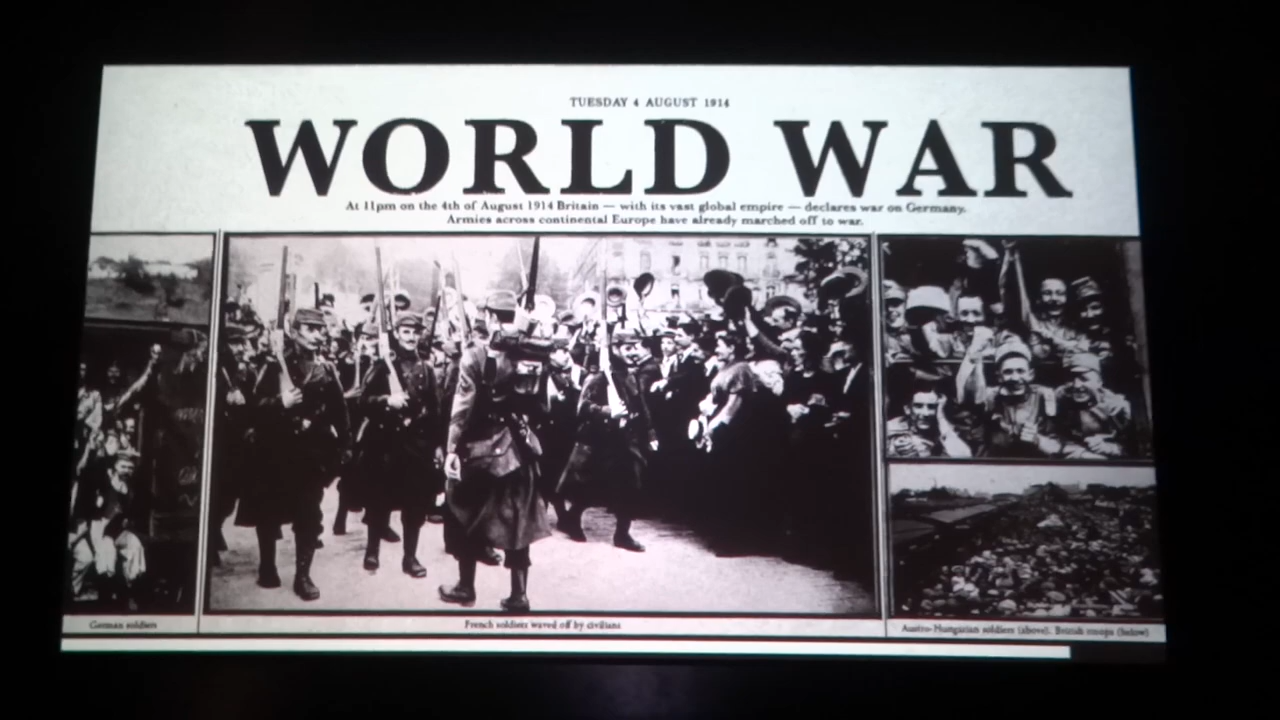 TUESDAY 4 AUGUST 1914
WORLD WAR
At 11pm on the 4th of August 1914 Britain — with its vast global empire — declares war on Germany.
Armies across continental Europe have already marched off to war.
German soldiers
French soldiers waved off by civilians
Austro-Hungarian soldiers (above). British troops (below)